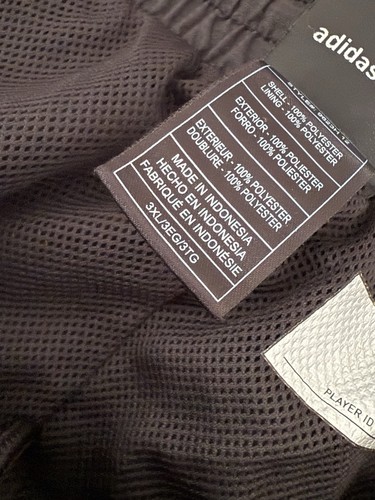 adidas
SHELL - 100% POLYESTER
LINING - 100% POLYESTER
EXTERIOR - 100% POLIESTER
FORRO - 100% POLIESTER
EXTERIEUR - 100% POLYESTER
DOUBLURE - 100% POLYESTER
MADE IN INDONESIA
HECHO EN INDONESIA
FABRIQUÉ EN INDONÉSIE
3XL/3EG/3TG
PLAYER ID